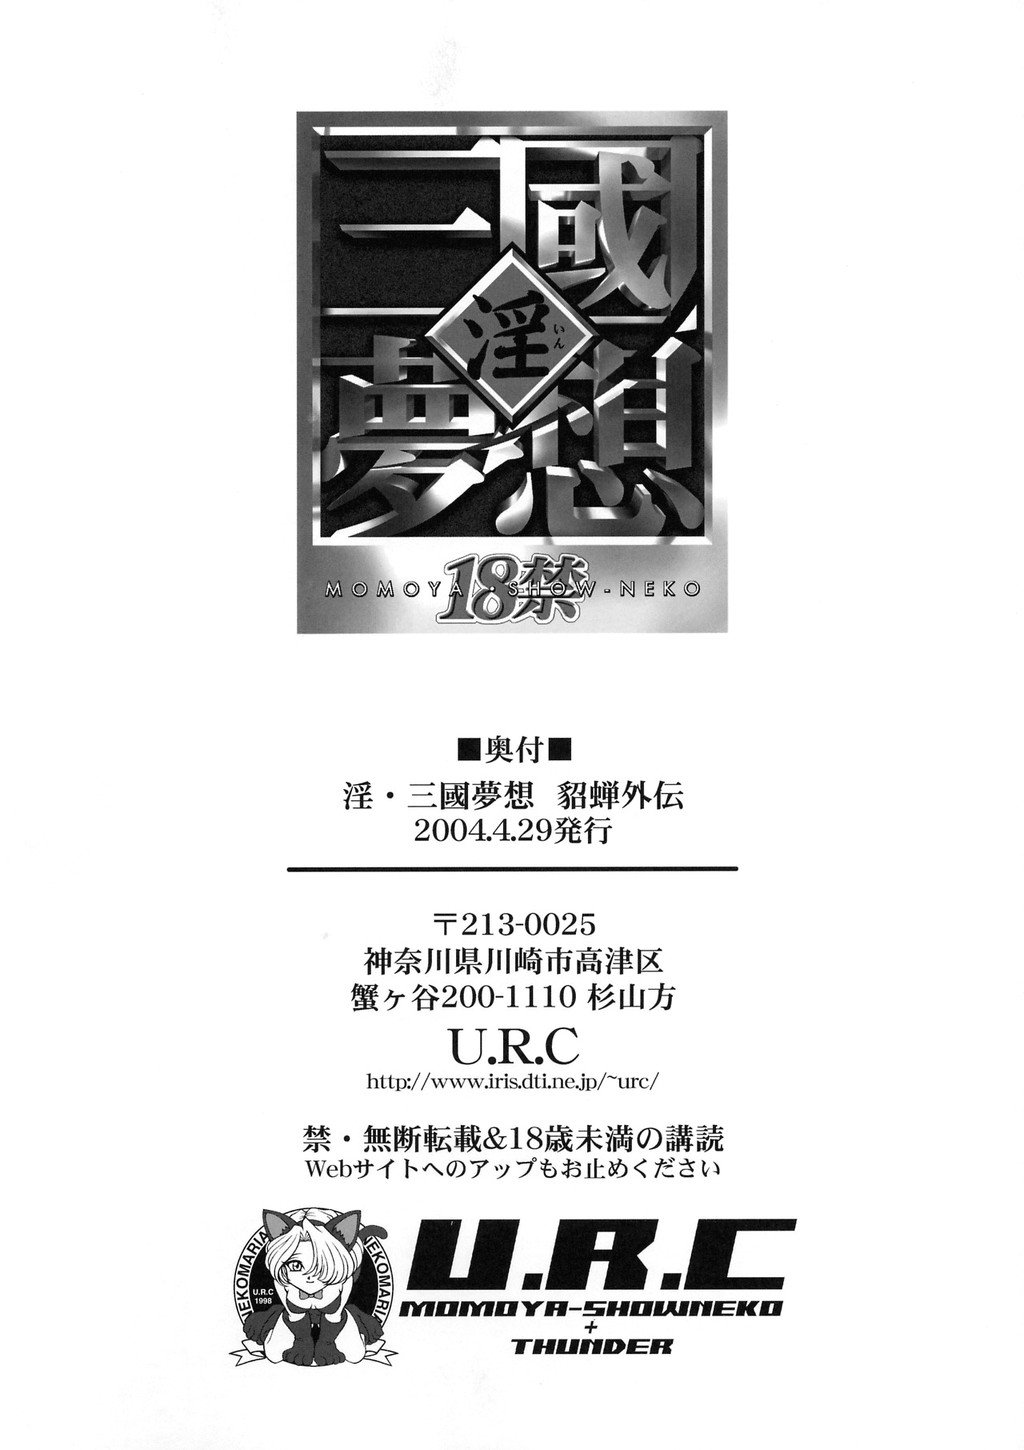 三國
淫
いん
夢想
18禁
MOMOYA・SHOW-NEKO
■奥付■
淫・三國夢想 貂蝉外伝
2004.4.29発行
〒213-0025
神奈川県川崎市高津区
蟹ヶ谷200-1110 杉山方
U.R.C
http://www.iris.dti.ne.jp/~urc/
禁・無断転載&18歳未満の講読
Webサイトへのアップもお止めください
NEKOMARIA
NEKOMARIA
U.R.C
1998
U.R.C
MOMOYA-SHOWNEKO
+
THUNDER